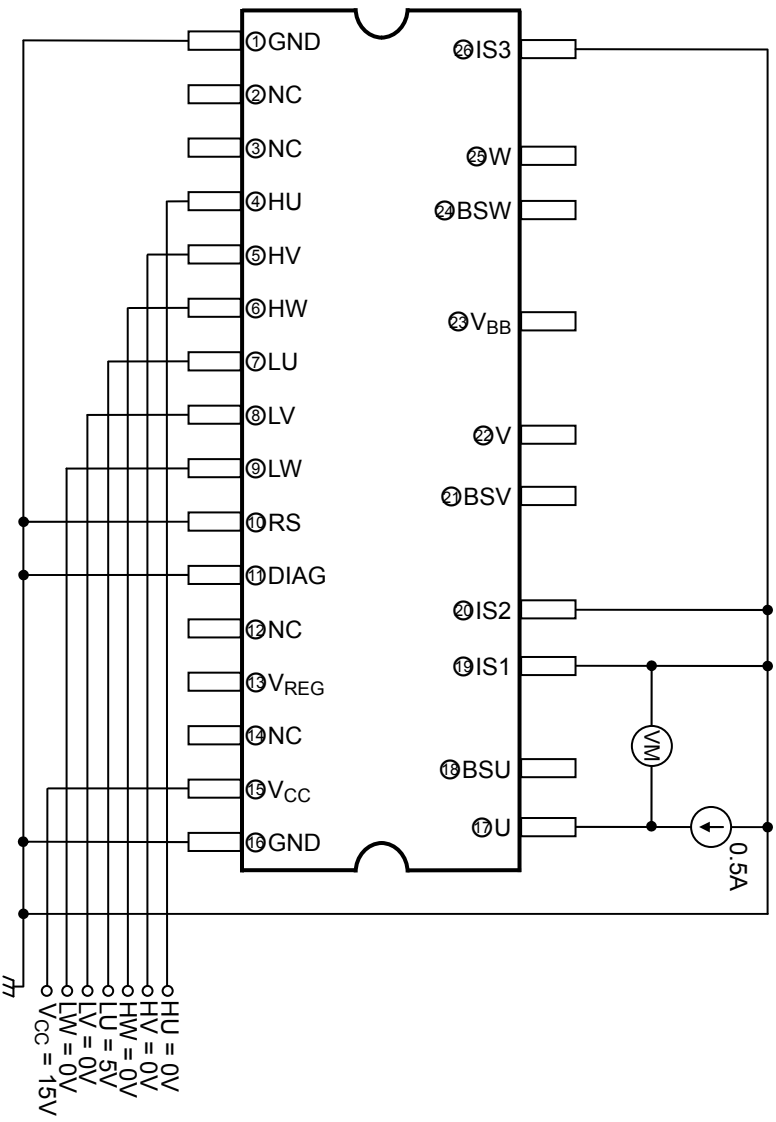 ①GND
②NC
③NC
④HU
⑤HV
⑥HW
⑦LU
⑧LV
⑨LW
⑩RS
⑪DIAG
⑫NC
⑬VREG
⑭NC
⑮VCC
⑯GND
㉖IS3
㉕W
㉔BSW
㉓VBB
㉒V
㉑BSV
⑳IS2
⑲IS1
⑱BSU
⑰U
VM
0.5A
HU = 0V
HV = 0V
HW = 0V
LU = 5V
LV = 0V
LW = 0V
VCC = 15V